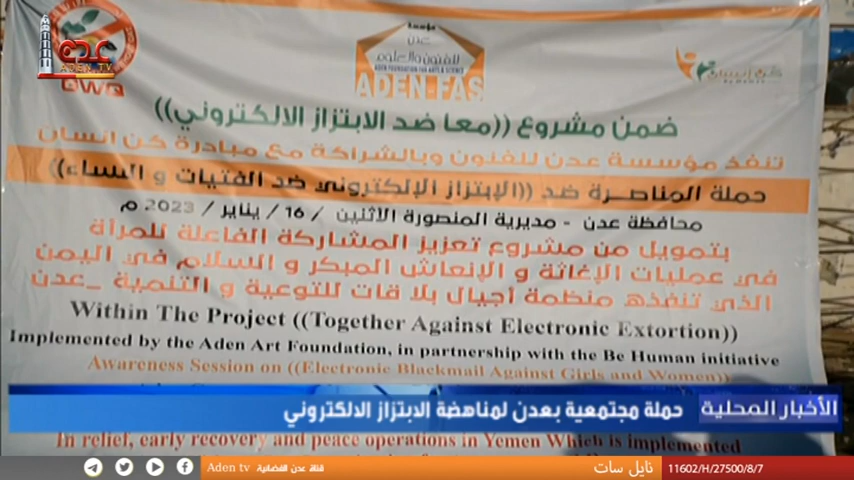 عدن
ADEN TV
GWQ
مؤسسة
عدن
للفنون والعلوم
ADEN FOUNDATION FOR ARTS & SCIENCE
ADEN.FAS
كن إنسان
ضمن مشروع ((معا ضد الابتزاز الالكتروني))
تنفذ مؤسسة عدن للفنون وبالشراكة مع مبادرة كن انسان
حملة المناصرة ضد ((الإبتزاز الإلكتروني ضد الفتيات و النساء))
محافظة عدن - مديرية المنصورة الاثنين / 16 / يناير / 2023 م
بتمويل من مشروع تعزيز المشاركة الفاعلة للمرأة
في عمليات الإغاثة و الإنعاش المبكر و السلام في اليمن
الذي تنفذه منظمة أجيال بلا قات للتوعية و التنمية _عدن
Within The Project ((Together Against Electronic Extortion))
Implemented by the Aden Art Foundation, in partnership with the Be Human initiative
Awareness Session on ((Electronic Blackmail Against Girls and Women))
الأخبار المحلية حملة مجتمعية بعدن لمناهضة الابتزاز الالكتروني
In relief, early recovery and peace operations in Yemen Which is implemented
Aden tv قناة عدن الفضائية نايل سات 11602/H/27500/8/7